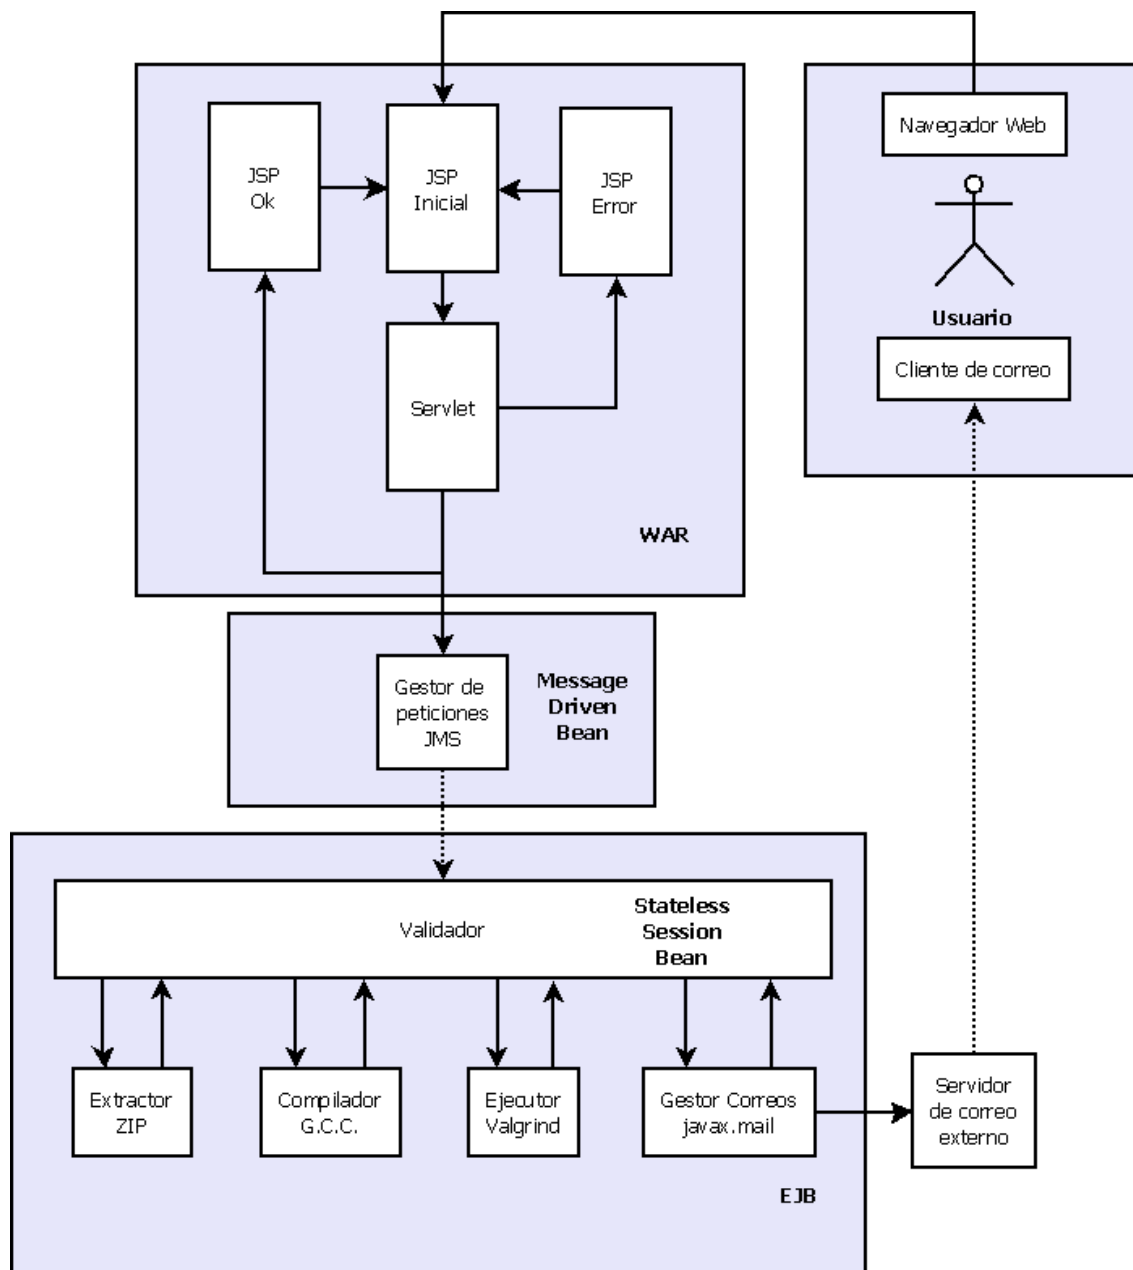 Navegador Web
JSP
Ok
JSP
Inicial
JSP
Error
Usuario
Cliente de correo
Servlet
WAR
Gestor de
peticiones
JMS
Message
Driven
Bean
Validador
Stateless
Session
Bean
Extractor
ZIP
Compilador
G.C.C.
Ejecutor
Valgrind
Gestor Correos
javax.mail
Servidor
de correo
externo
EJB